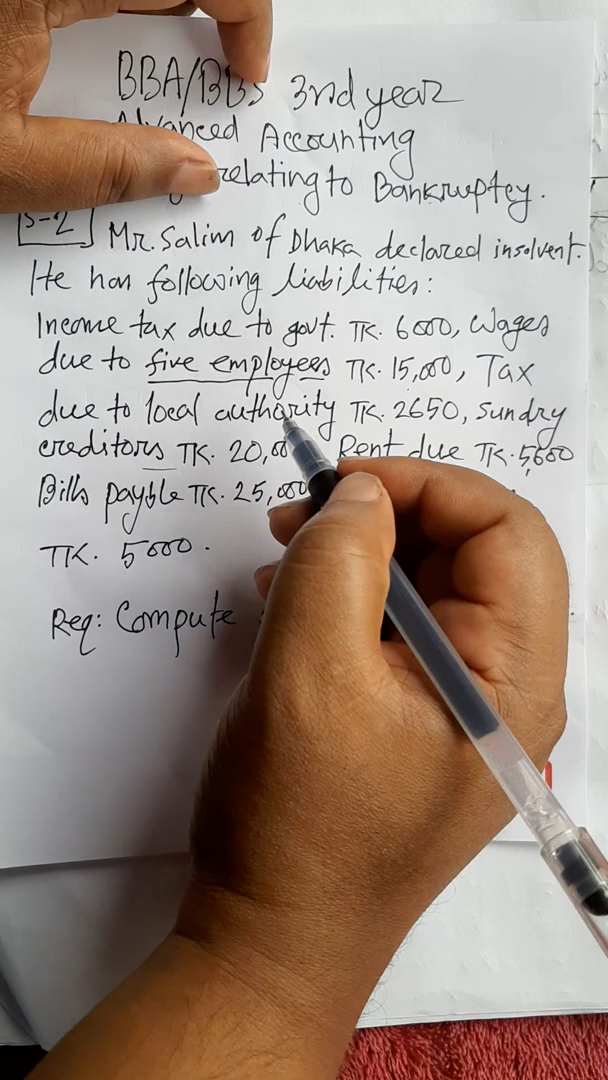 BBA/BBS 3rd year
Advanced Accounting
relating to Bankruptcy.
S-2 Mr. Salim of Dhaka declared insolvent.
He has following liabilities:
Income tax due to govt. TK. 6000, Wages
due to five employees TK. 15,000, Tax
due to local authority TK. 2650, Sundry
creditors TK. 20,00 Rent due TK. 5,600
Bills payble TK. 25,000
TK. 5000.
Req: Compute